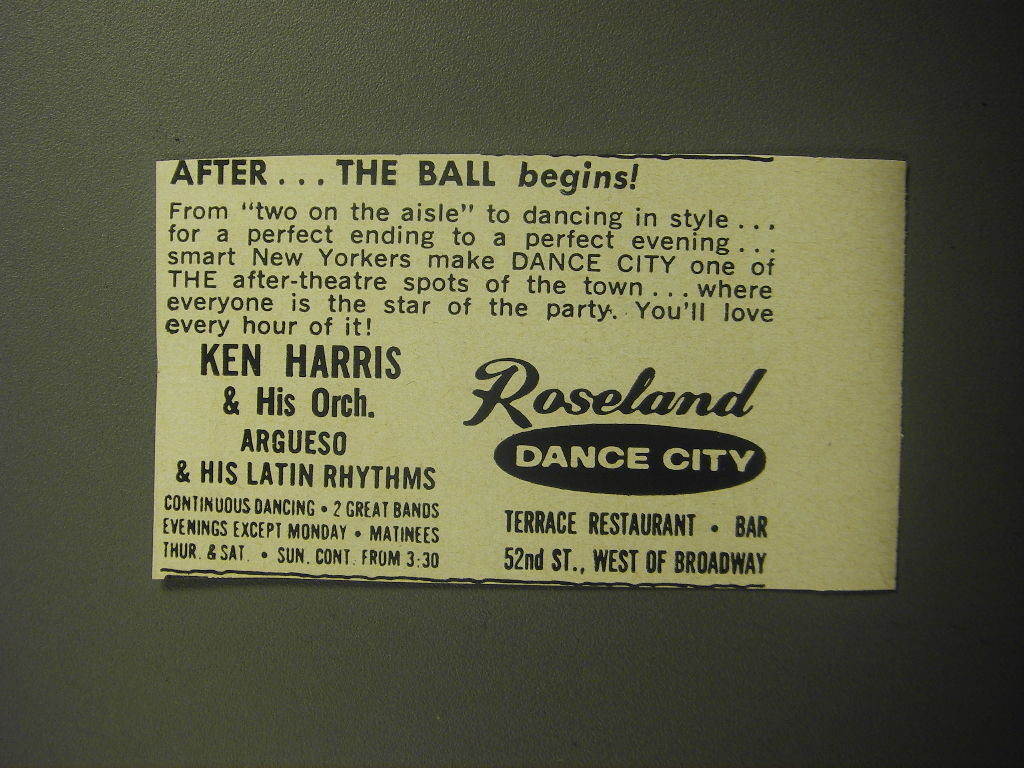 AFTER... THE BALL begins!
From "two on the aisle" to dancing in style...
for a perfect ending to a perfect evening...
smart New Yorkers make DANCE CITY one of
THE after-theatre spots of the town...where
everyone is the star of the party. You'll love
every hour of it!
KEN HARRIS
& His Orch.
ARGUESO
& HIS LATIN RHYTHMS
CONTINUOUS DANCING • 2 GREAT BANDS
EVENINGS EXCEPT MONDAY • MATINEES
THUR. & SAT. • SUN. CONT. FROM 3:30
Roseland
DANCE CITY
TERRACE RESTAURANT • BAR
52nd ST., WEST OF BROADWAY